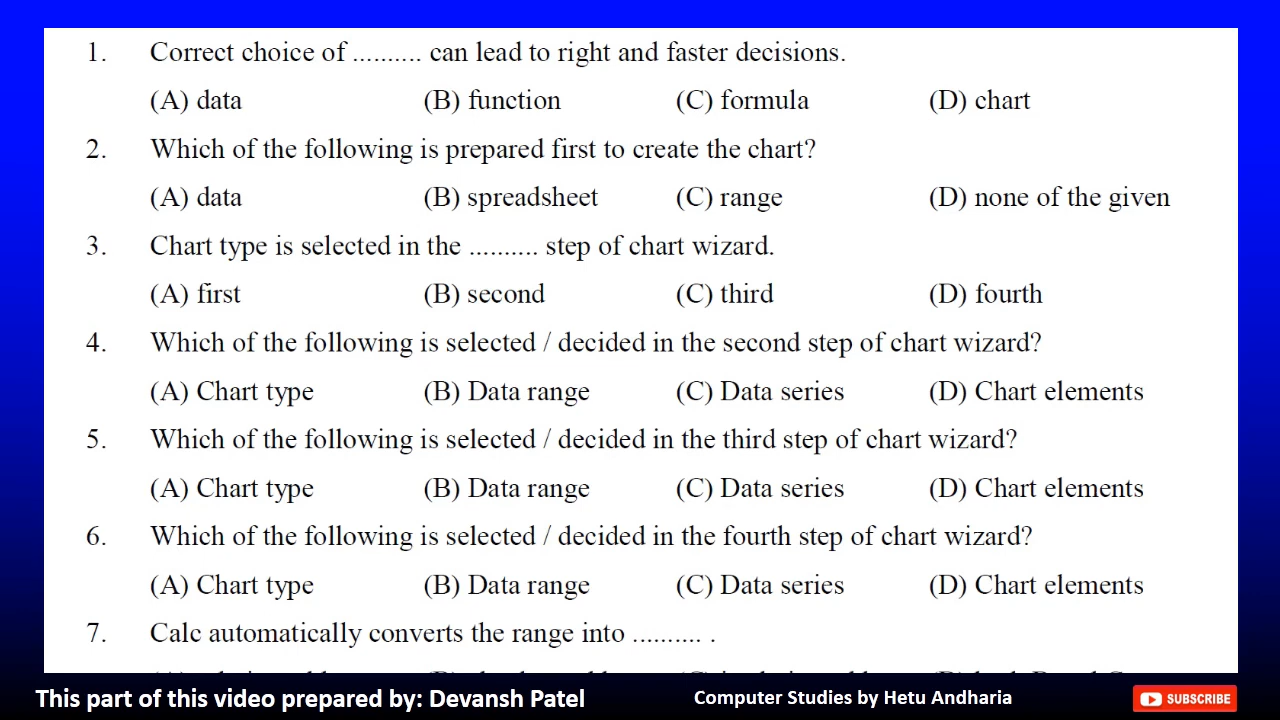 1. Correct choice of .......... can lead to right and faster decisions.
(A) data (B) function (C) formula (D) chart
2. Which of the following is prepared first to create the chart?
(A) data (B) spreadsheet (C) range (D) none of the given
3. Chart type is selected in the .......... step of chart wizard.
(A) first (B) second (C) third (D) fourth
4. Which of the following is selected / decided in the second step of chart wizard?
(A) Chart type (B) Data range (C) Data series (D) Chart elements
5. Which of the following is selected / decided in the third step of chart wizard?
(A) Chart type (B) Data range (C) Data series (D) Chart elements
6. Which of the following is selected / decided in the fourth step of chart wizard?
(A) Chart type (B) Data range (C) Data series (D) Chart elements
7. Calc automatically converts the range into .......... .
This part of this video prepared by: Devansh Patel Computer Studies by Hetu Andharia SUBSCRIBE